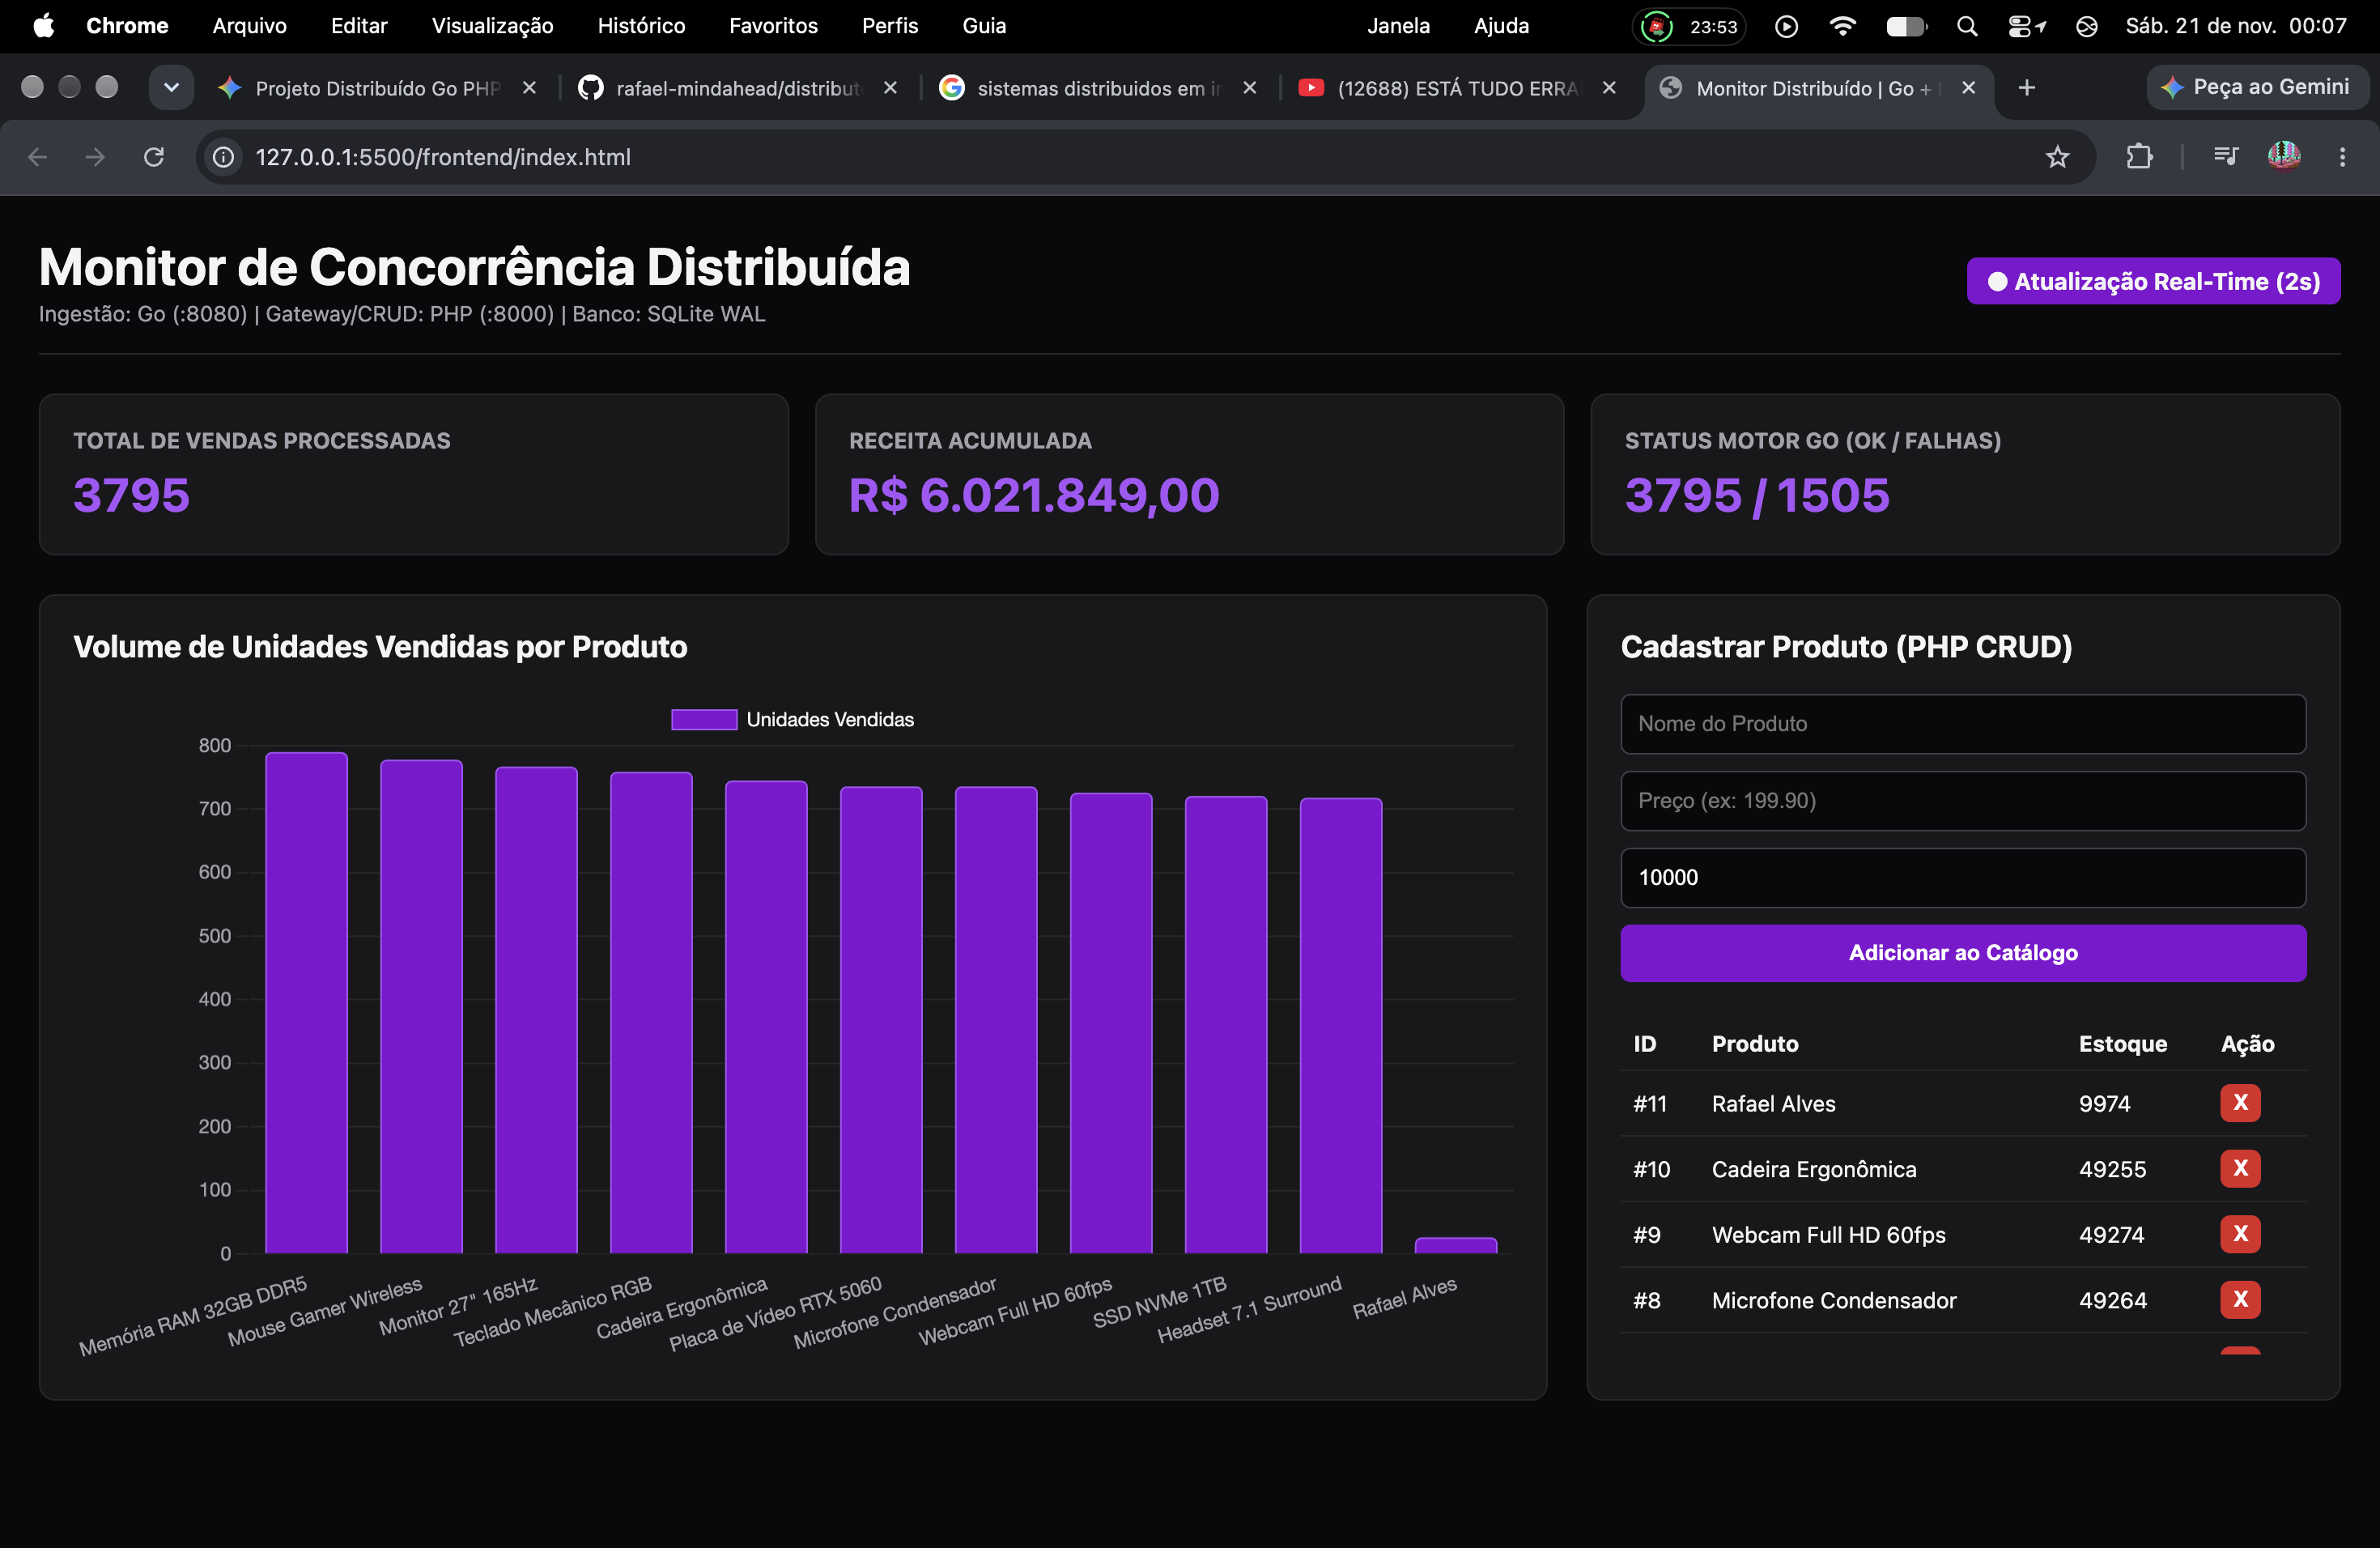 Chrome Arquivo Editar Visualização Histórico Favoritos Perfis Guia Janela Ajuda 23:53 Sáb. 21 de nov. 00:07
Projeto Distribuído Go PHP
rafael-mindahead/distribut
sistemas distribuidos em ir
(12688) ESTÁ TUDO ERRA
Monitor Distribuído | Go +
Peça ao Gemini
127.0.0.1:5500/frontend/index.html
Monitor de Concorrência Distribuída
Ingestão: Go (:8080) | Gateway/CRUD: PHP (:8000) | Banco: SQLite WAL
Atualização Real-Time (2s)
TOTAL DE VENDAS PROCESSADAS
3795
RECEITA ACUMULADA
R$ 6.021.849,00
STATUS MOTOR GO (OK / FALHAS)
3795 / 1505
Volume de Unidades Vendidas por Produto
Unidades Vendidas
800
700
600
500
400
300
200
100
0
Memória RAM 32GB DDR5
Mouse Gamer Wireless
Monitor 27" 165Hz
Teclado Mecânico RGB
Cadeira Ergonômica
Placa de Vídeo RTX 5060
Microfone Condensador
Webcam Full HD 60fps
SSD NVMe 1TB
Headset 7.1 Surround
Rafael Alves
Cadastrar Produto (PHP CRUD)
Nome do Produto
Preço (ex: 199.90)
10000
Adicionar ao Catálogo
ID Produto Estoque Ação
#11 Rafael Alves 9974 X
#10 Cadeira Ergonômica 49255 X
#9 Webcam Full HD 60fps 49274 X
#8 Microfone Condensador 49264 X